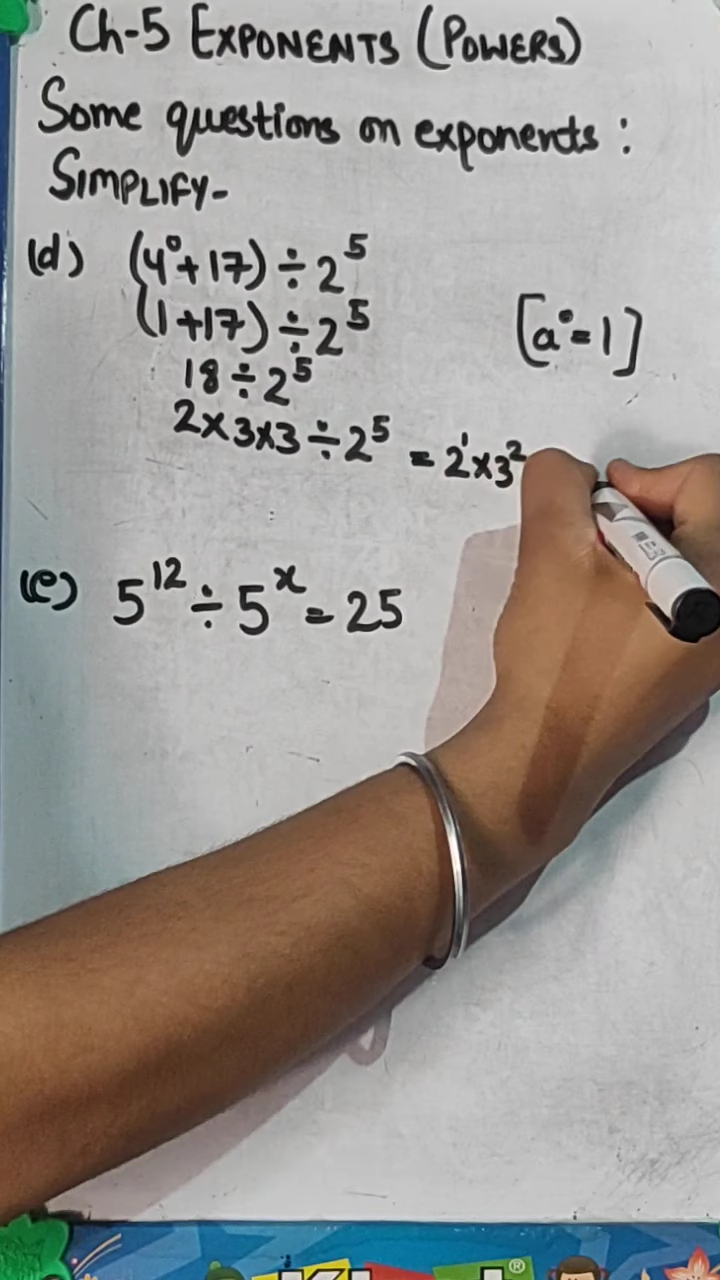 Ch-5 EXPONENTS (POWERS)
Some questions on exponents :
SIMPLIFY-
(d) (4⁰+17) ÷ 2⁵
(1+17) ÷ 2⁵ [a⁰=1]
18 ÷ 2⁵
2×3×3 ÷ 2⁵ = 2¹×3²
(e) 5¹² ÷ 5ˣ = 25